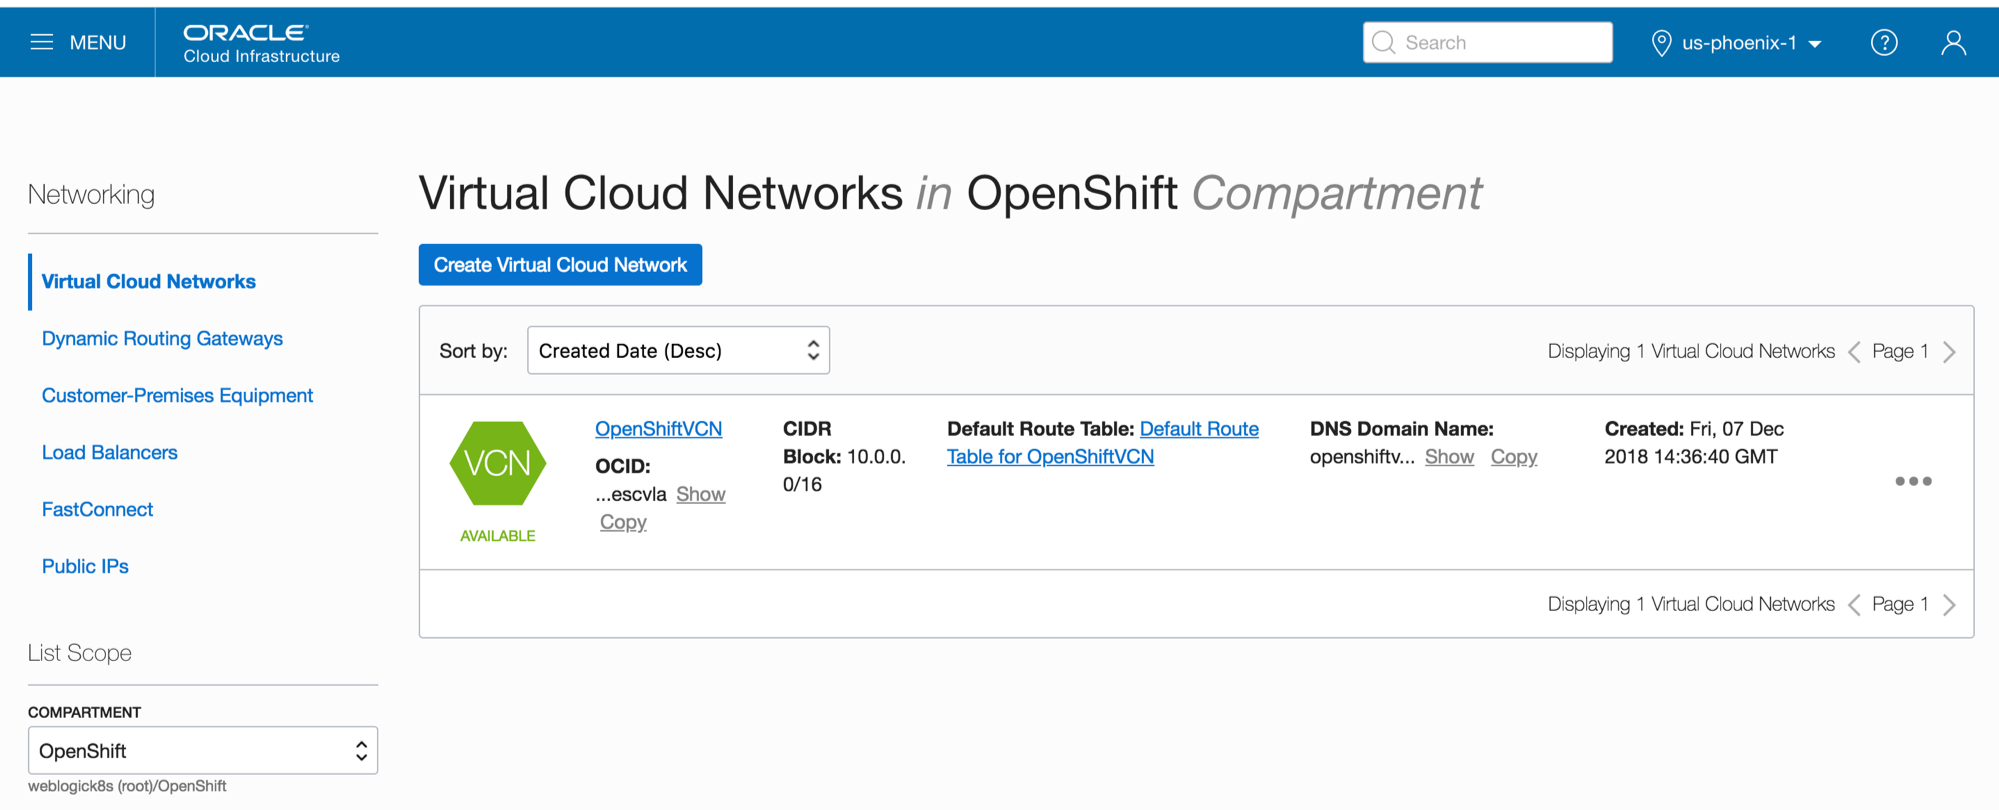 MENU
ORACLE
Cloud Infrastructure
Search
us-phoenix-1
?
Networking
Virtual Cloud Networks
Dynamic Routing Gateways
Customer-Premises Equipment
Load Balancers
FastConnect
Public IPs
List Scope
COMPARTMENT
OpenShift
weblogick8s (root)/OpenShift
Virtual Cloud Networks in OpenShift Compartment
Create Virtual Cloud Network
Sort by: Created Date (Desc)
Displaying 1 Virtual Cloud Networks < Page 1 >
VCN
AVAILABLE
OpenShiftVCN
OCID:
...escvla Show
Copy
CIDR
Block: 10.0.0.
0/16
Default Route Table: Default Route
Table for OpenShiftVCN
DNS Domain Name:
openshiftv... Show Copy
Created: Fri, 07 Dec
2018 14:36:40 GMT
Displaying 1 Virtual Cloud Networks < Page 1 >